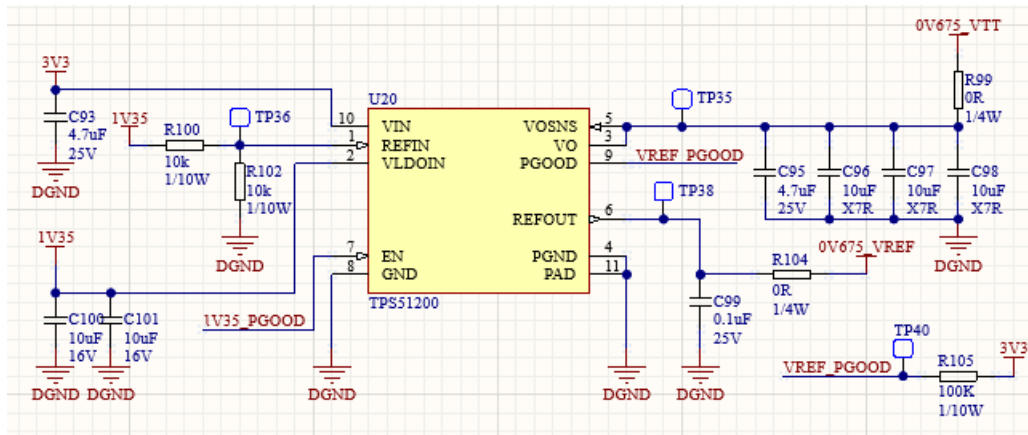 0V675_VTT
3V3
C93
4.7uF
25V
DGND
1V35
R100
10k
1/10W
TP36
R102
10k
1/10W
DGND
U20
10 VIN
1 REFIN
2 VLDOIN
7 EN
8 GND
VOSNS 5
VO 3
PGOOD 9
REFOUT 6
PGND 4
PAD 11
TPS51200
TP35
VREF_PGOOD
TP38
R99
0R
1/4W
C95
4.7uF
25V
C96
10uF
X7R
C97
10uF
X7R
C98
10uF
X7R
DGND
0V675_VREF
R104
0R
1/4W
C99
0.1uF
25V
DGND
DGND
1V35
C100
10uF
16V
DGND
C101
10uF
16V
DGND
1V35_PGOOD
DGND
TP40
VREF_PGOOD
R105
100K
1/10W
3V3